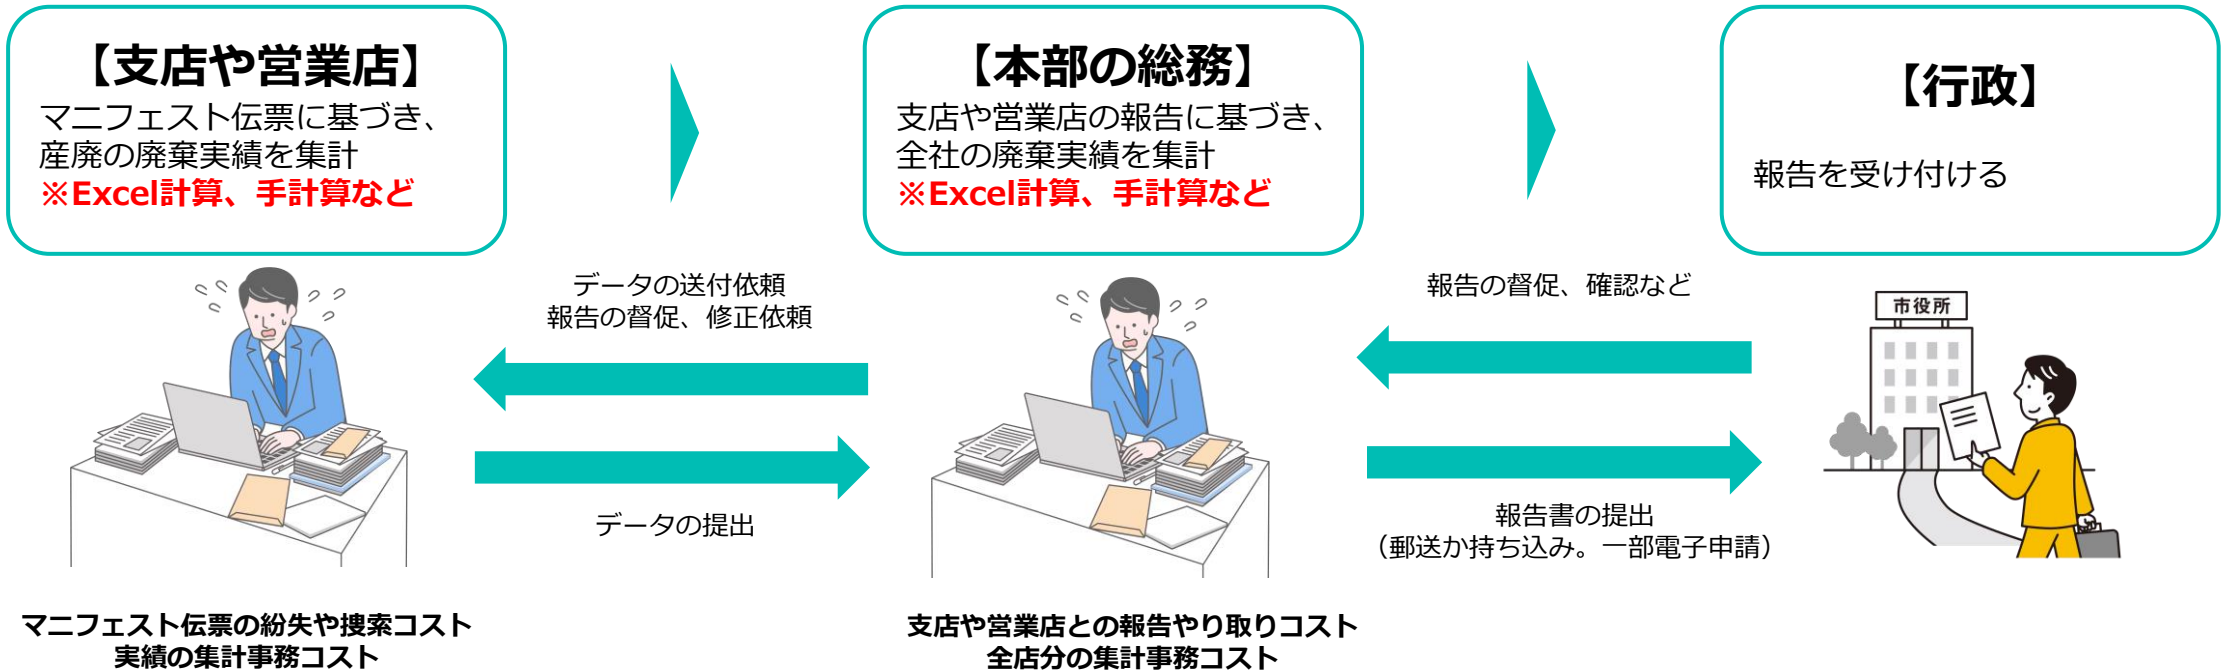 【支店や営業店】
マニフェスト伝票に基づき、
産廃の廃棄実績を集計
※Excel計算、手計算など
【本部の総務】
支店や営業店の報告に基づき、
全社の廃棄実績を集計
※Excel計算、手計算など
【行政】
報告を受け付ける
データの送付依頼
報告の督促、修正依頼
データの提出
報告の督促、確認など
報告書の提出
（郵送か持ち込み。一部電子申請）
市役所
マニフェスト伝票の紛失や捜索コスト
実績の集計事務コスト
支店や営業店との報告やり取りコスト
全店分の集計事務コスト